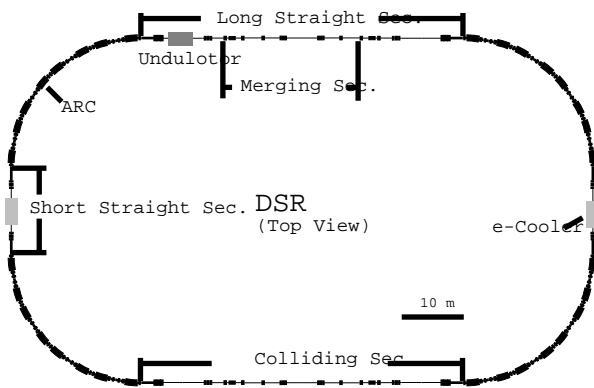 Long Straight Sec.
Undulotor
Merging Sec.
ARC
Short Straight Sec.
DSR
(Top View)
e-Cooler
10 m
Colliding Sec